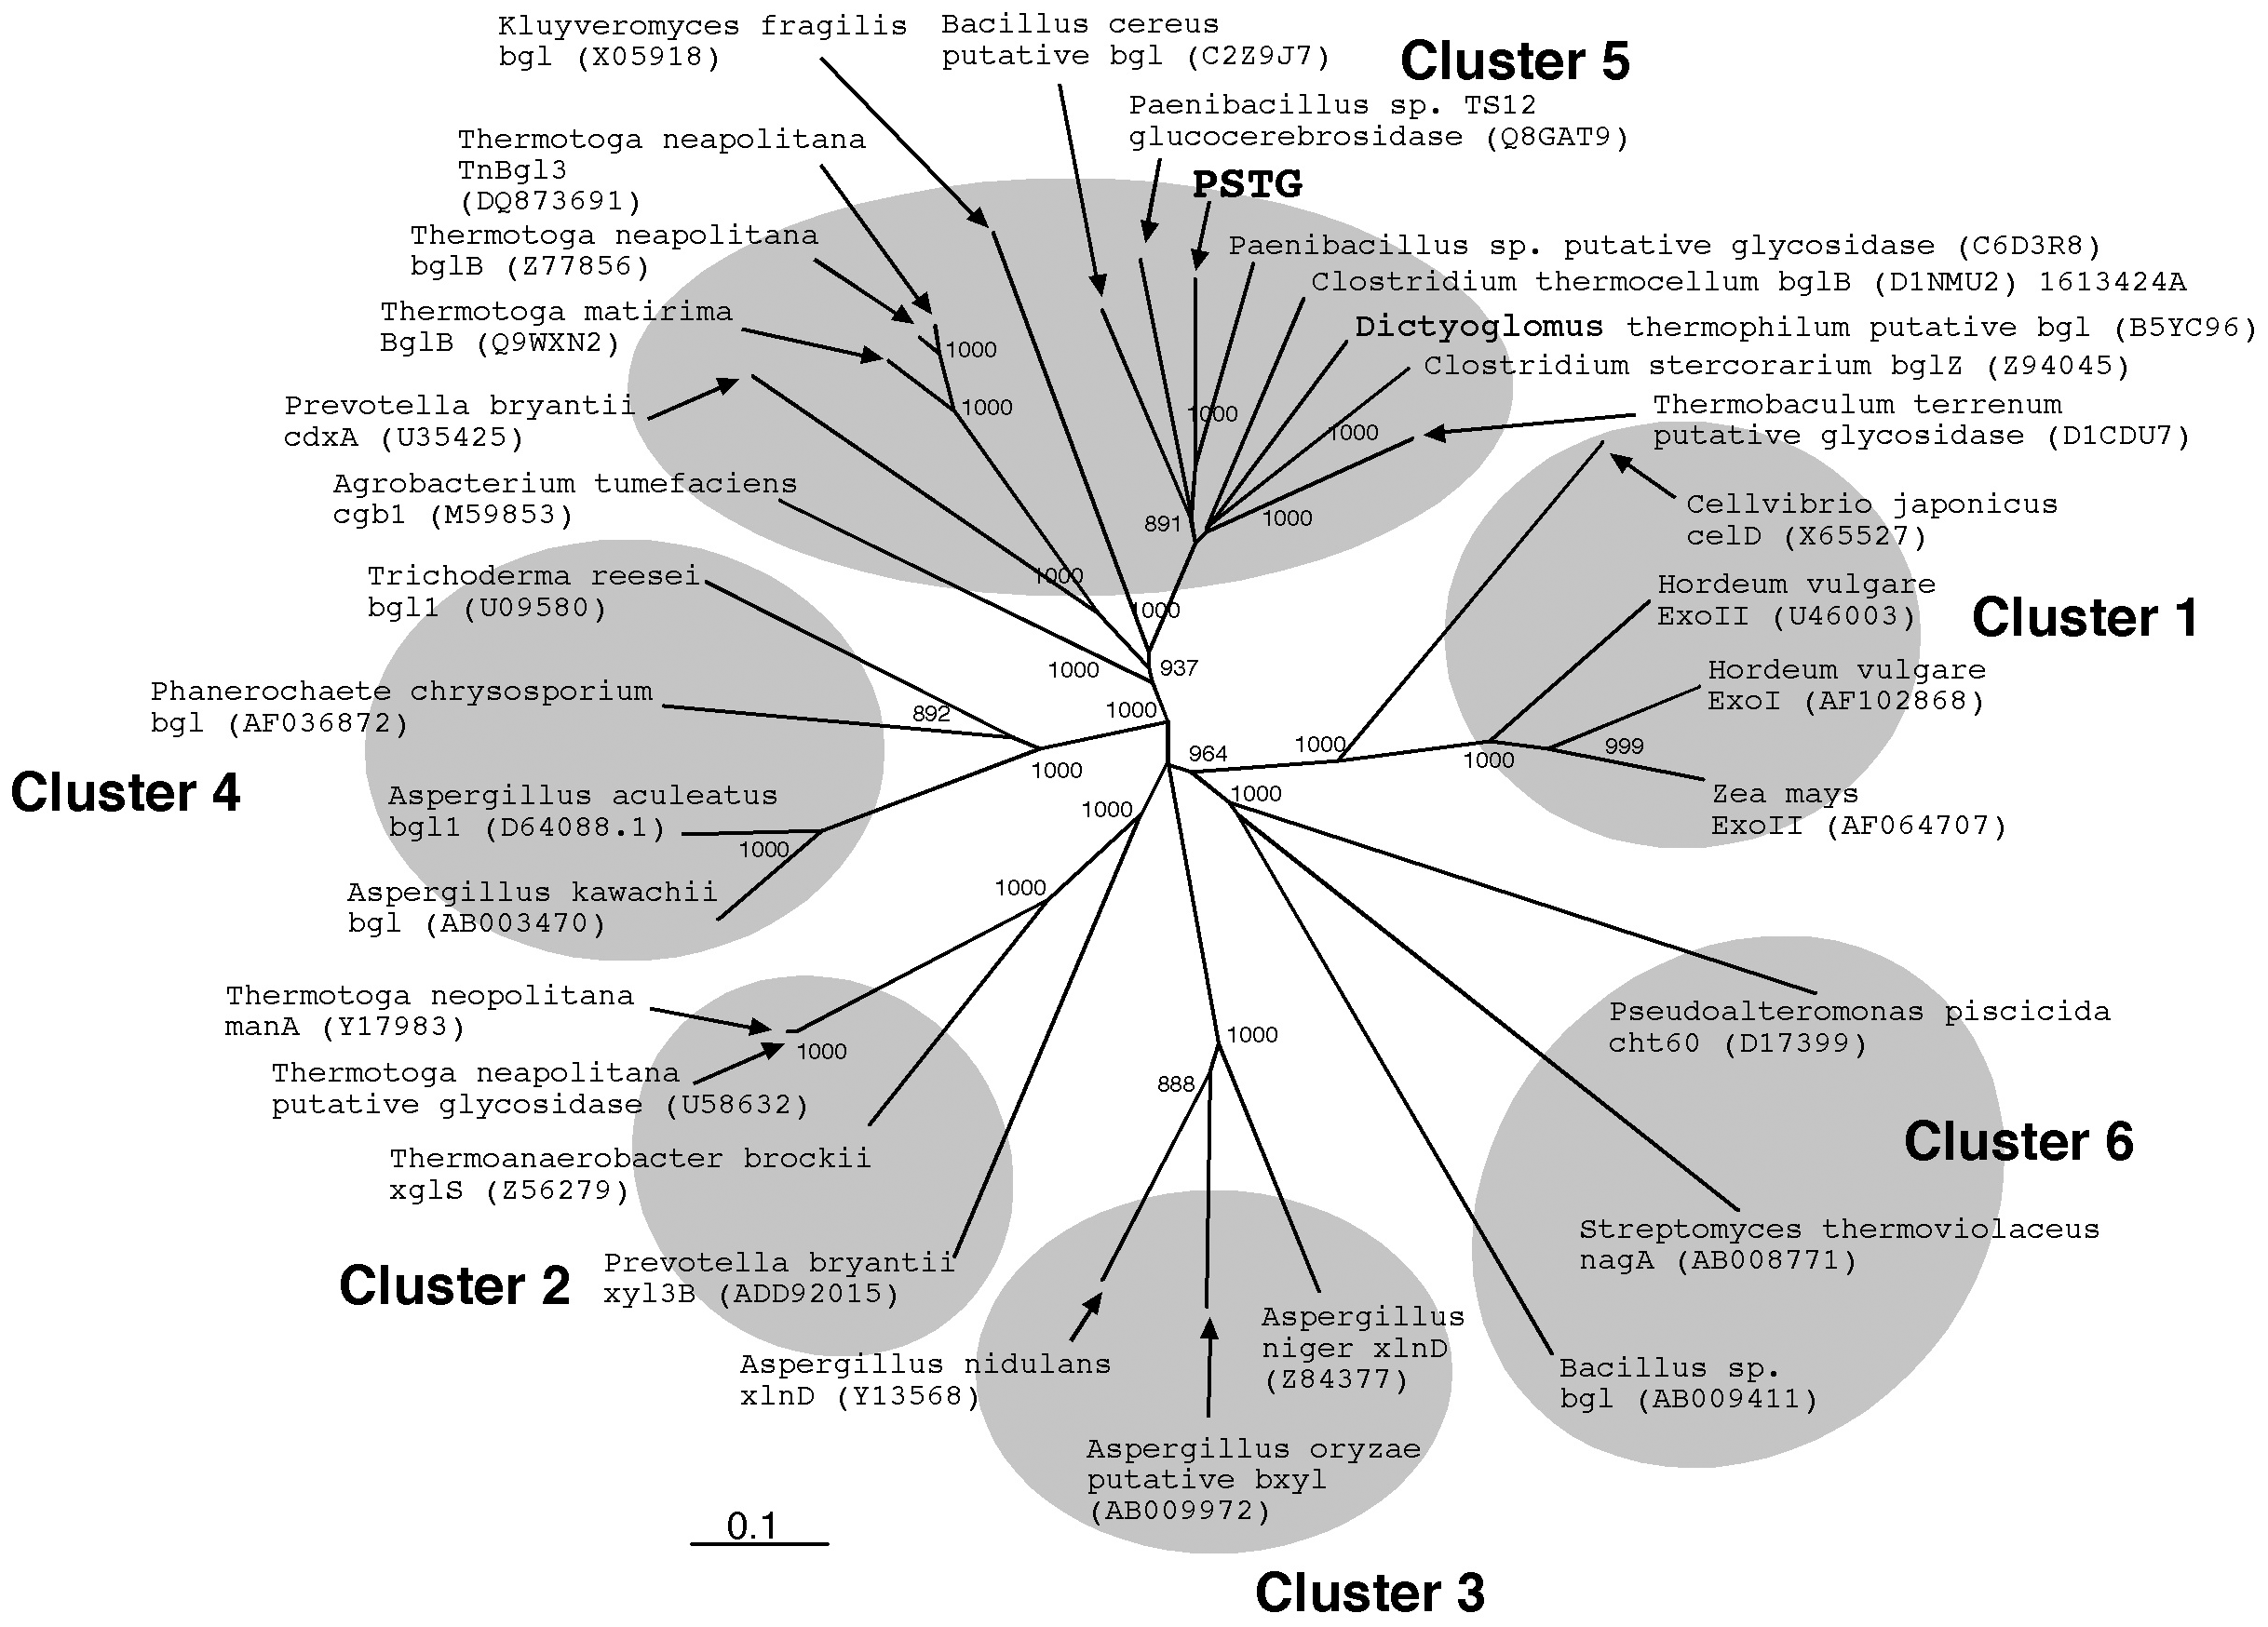 Kluyveromyces fragilis
bgl (X05918)
Bacillus cereus
putative bgl (C2Z9J7)
Cluster 5
Paenibacillus sp. TS12
glucocerebrosidase (Q8GAT9)
PSTG
Thermotoga neapolitana
TnBgl3
(DQ873691)
Thermotoga neapolitana
bglB (Z77856)
Thermotoga matirima
BglB (Q9WXN2)
Prevotella bryantii
cdxA (U35425)
Agrobacterium tumefaciens
cgb1 (M59853)
Paenibacillus sp. putative glycosidase (C6D3R8)
Clostridium thermocellum bglB (D1NMU2) 1613424A
Dictyoglomus thermophilum putative bgl (B5YC96)
Clostridium stercorarium bglZ (Z94045)
Thermobaculum terrenum
putative glycosidase (D1CDU7)
1000
1000
1000
1000
891
1000
1000
1000
937
1000
1000
Cellvibrio japonicus
celD (X65527)
Hordeum vulgare
ExoII (U46003)
Cluster 1
Hordeum vulgare
ExoI (AF102868)
Zea mays
ExoII (AF064707)
964
1000
1000
999
1000
Trichoderma reesei
bgl1 (U09580)
Phanerochaete chrysosporium
bgl (AF036872)
892
1000
Cluster 4
Aspergillus aculeatus
bgl1 (D64088.1)
1000
Aspergillus kawachii
bgl (AB003470)
1000
1000
Thermotoga neopolitana
manA (Y17983)
1000
Thermotoga neapolitana
putative glycosidase (U58632)
Thermoanaerobacter brockii
xglS (Z56279)
Cluster 2
Prevotella bryantii
xyl3B (ADD92015)
1000
888
Aspergillus nidulans
xlnD (Y13568)
Aspergillus
niger xlnD
(Z84377)
Aspergillus oryzae
putative bxyl
(AB009972)
Cluster 3
Pseudoalteromonas piscicida
cht60 (D17399)
Cluster 6
Streptomyces thermoviolaceus
nagA (AB008771)
Bacillus sp.
bgl (AB009411)
0.1